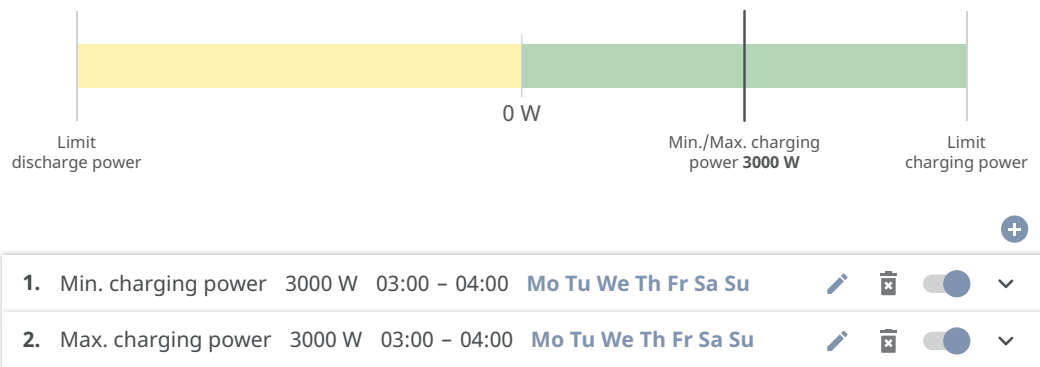 0 W
Limit
discharge power
Min./Max. charging
power 3000 W
Limit
charging power
1. Min. charging power 3000 W 03:00 – 04:00 Mo Tu We Th Fr Sa Su
2. Max. charging power 3000 W 03:00 – 04:00 Mo Tu We Th Fr Sa Su